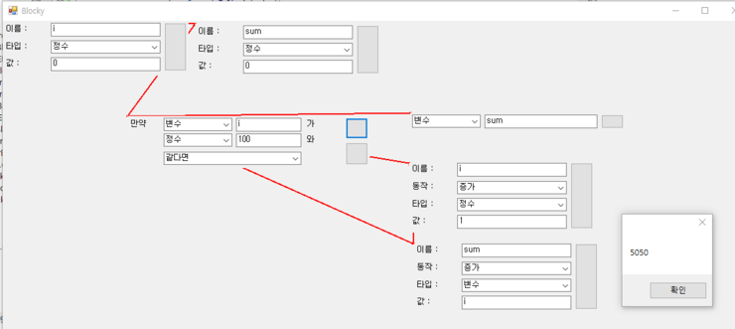 Blocky
이름 : i
타입 : 정수
값 : 0
이름 : sum
타입 : 정수
값 : 0
만약 변수 i 가
정수 100 와
같다면
변수 sum
이름 : i
동작 : 증가
타입 : 정수
값 : 1
이름 : sum
동작 : 증가
타입 : 변수
값 : i
5050
확인